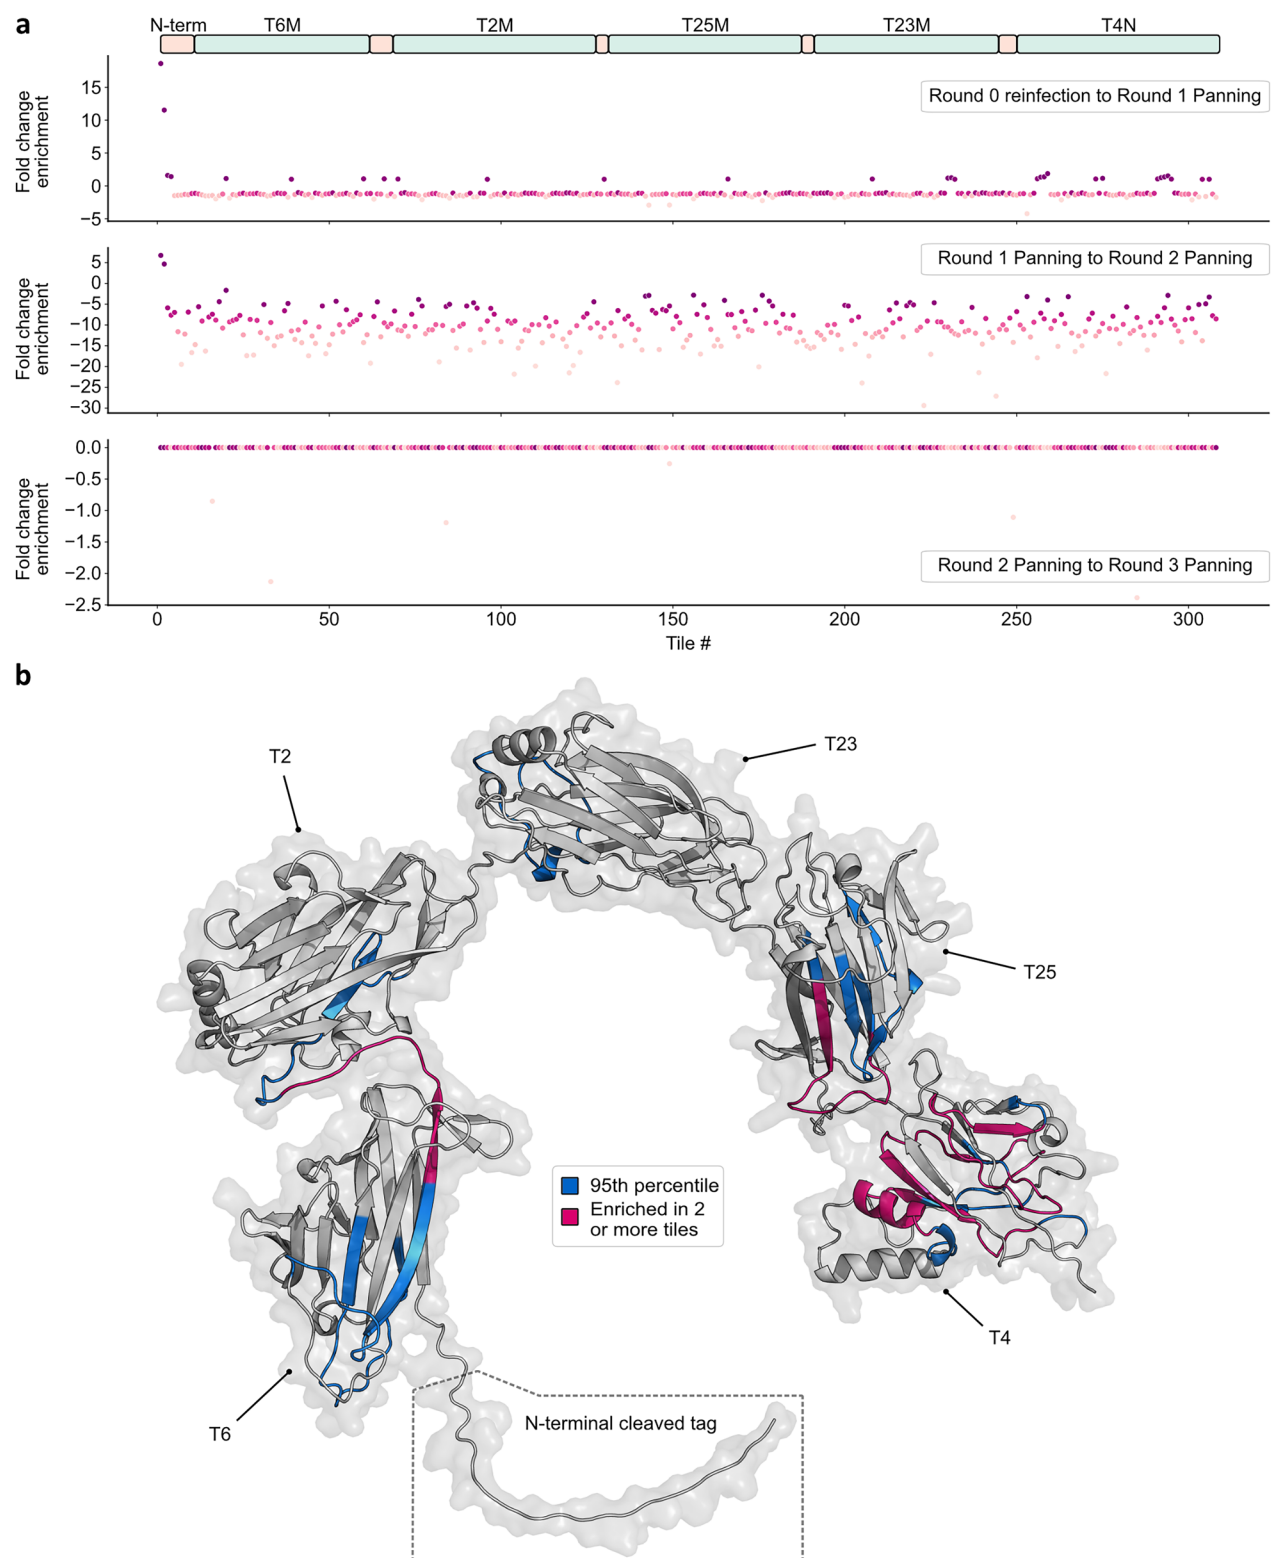 a
N-term T6M T2M T25M T23M T4N
Fold change
enrichment
15
10
5
0
−5
Round 0 reinfection to Round 1 Panning
Fold change
enrichment
5
0
−5
−10
−15
−20
−25
−30
Round 1 Panning to Round 2 Panning
Fold change
enrichment
0.0
−0.5
−1.0
−1.5
−2.0
−2.5
Round 2 Panning to Round 3 Panning
0 50 100 150 200 250 300
Tile #
b
T23
T2
T25
95th percentile
Enriched in 2
or more tiles
T4
T6
N-terminal cleaved tag